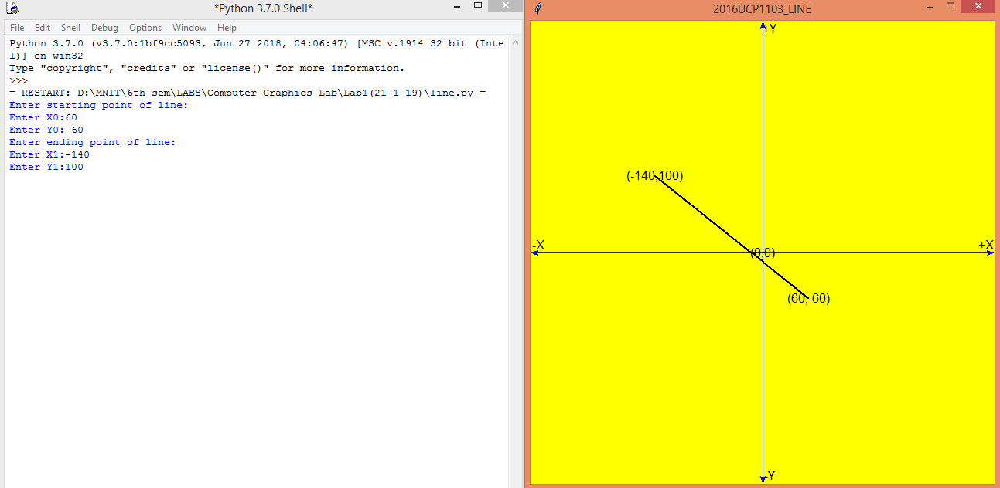 *Python 3.7.0 Shell*
File Edit Shell Debug Options Window Help
Python 3.7.0 (v3.7.0:1bf9cc5093, Jun 27 2018, 04:06:47) [MSC v.1914 32 bit (Inte
l)] on win32
Type "copyright", "credits" or "license()" for more information.
>>>
= RESTART: D:\MNIT\6th sem\LABS\Computer Graphics Lab\Lab1(21-1-19)\line.py =
Enter starting point of line:
Enter X0:60
Enter Y0:-60
Enter ending point of line:
Enter X1:-140
Enter Y1:100
2016UCP1103_LINE
+Y
(-140,100)
-X
+X
(0,0)
(60,-60)
-Y